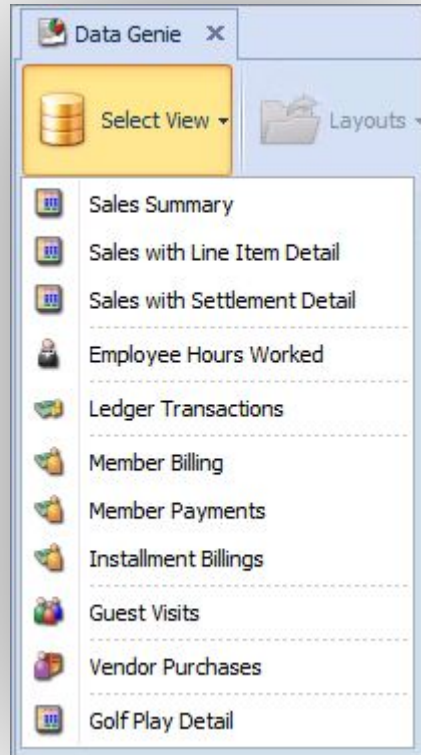 Data Genie
Select View
Layouts
Sales Summary
Sales with Line Item Detail
Sales with Settlement Detail
Employee Hours Worked
Ledger Transactions
Member Billing
Member Payments
Installment Billings
Guest Visits
Vendor Purchases
Golf Play Detail